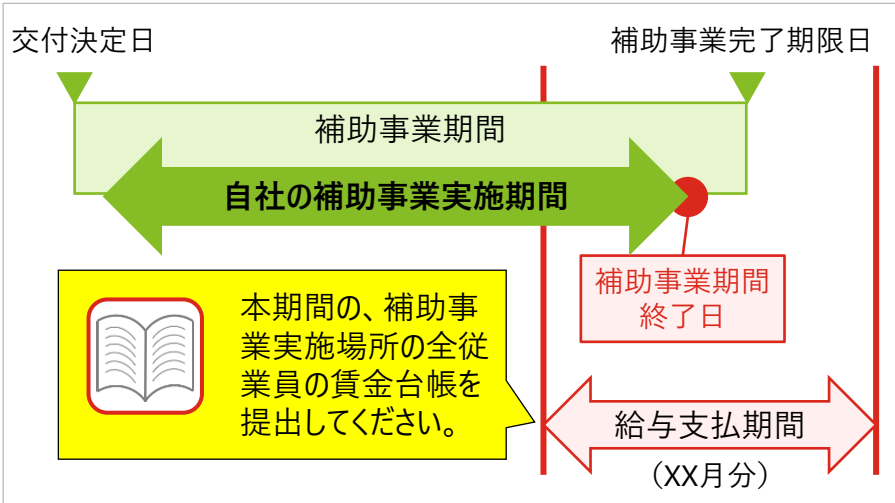 交付決定日
補助事業完了期限日
補助事業期間
自社の補助事業実施期間
補助事業期間
終了日
本期間の、補助事
業実施場所の全従
業員の賃金台帳を
提出してください。
給与支払期間
（XX月分）